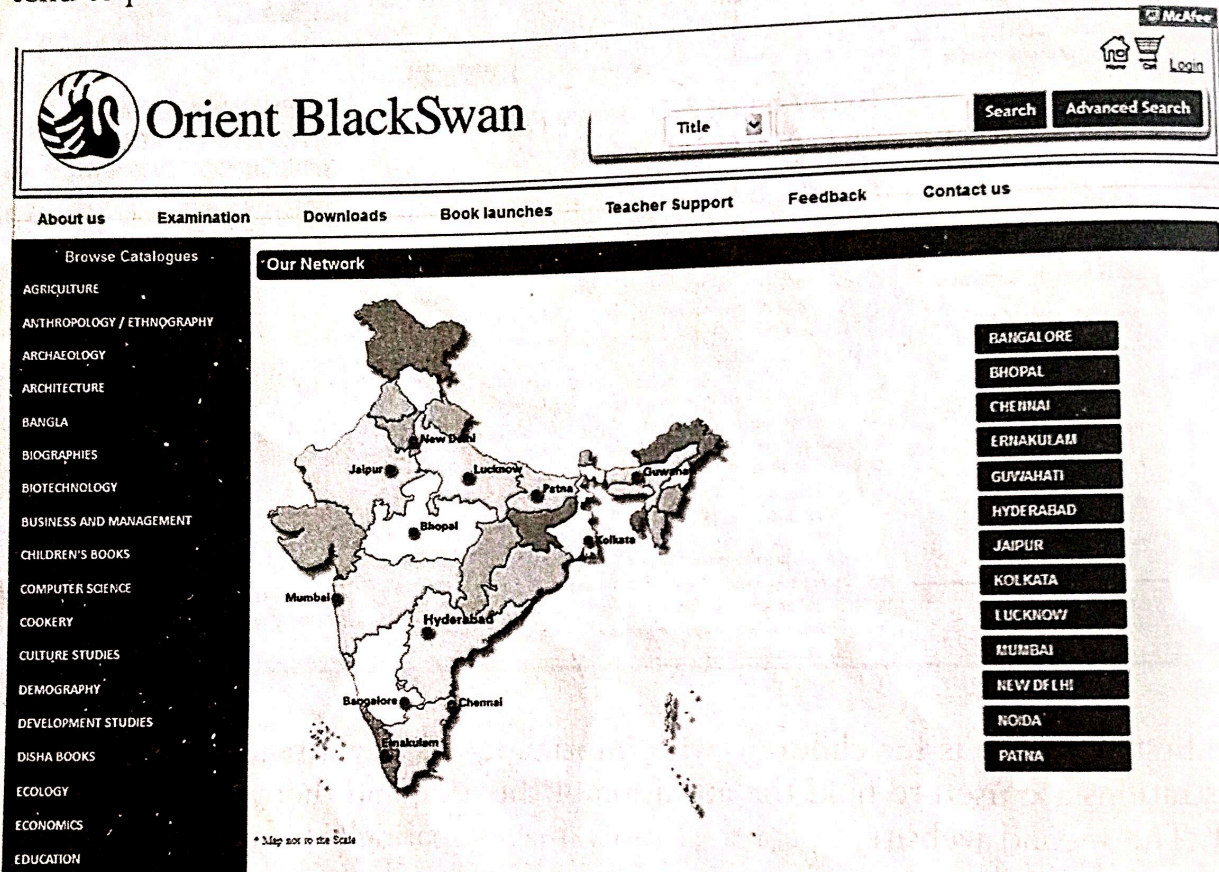 McAfee
Home Cart Login
Orient BlackSwan
Title Search Advanced Search
About us Examination Downloads Book launches Teacher Support Feedback Contact us
Browse Catalogues
AGRICULTURE
ANTHROPOLOGY / ETHNOGRAPHY
ARCHAEOLOGY
ARCHITECTURE
BANGLA
BIOGRAPHIES
BIOTECHNOLOGY
BUSINESS AND MANAGEMENT
CHILDREN'S BOOKS
COMPUTER SCIENCE
COOKERY
CULTURE STUDIES
DEMOGRAPHY
DEVELOPMENT STUDIES
DISHA BOOKS
ECOLOGY
ECONOMICS
EDUCATION
Our Network
New Delhi
Jaipur
Lucknow
Patna
Guwahati
Bhopal
Kolkata
Mumbai
Hyderabad
Bangalore
Chennai
Ernakulam
* Map not to the Scale
BANGALORE
BHOPAL
CHENNAI
ERNAKULAM
GUWAHATI
HYDERABAD
JAIPUR
KOLKATA
LUCKNOW
MUMBAI
NEW DELHI
NOIDA
PATNA